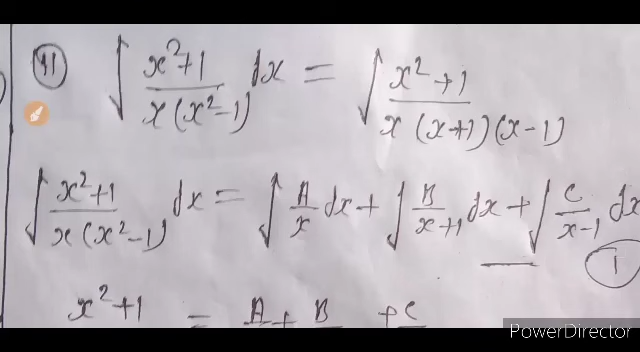 (11) ∫ x²+1 / x(x²-1) dx = ∫ x²+1 / x(x+1)(x-1)
∫ x²+1 / x(x²-1) dx = ∫ A/x dx + ∫ B/x+1 dx + ∫ C/x-1 dx
(1)
x²+1 = A + B + C
PowerDirector